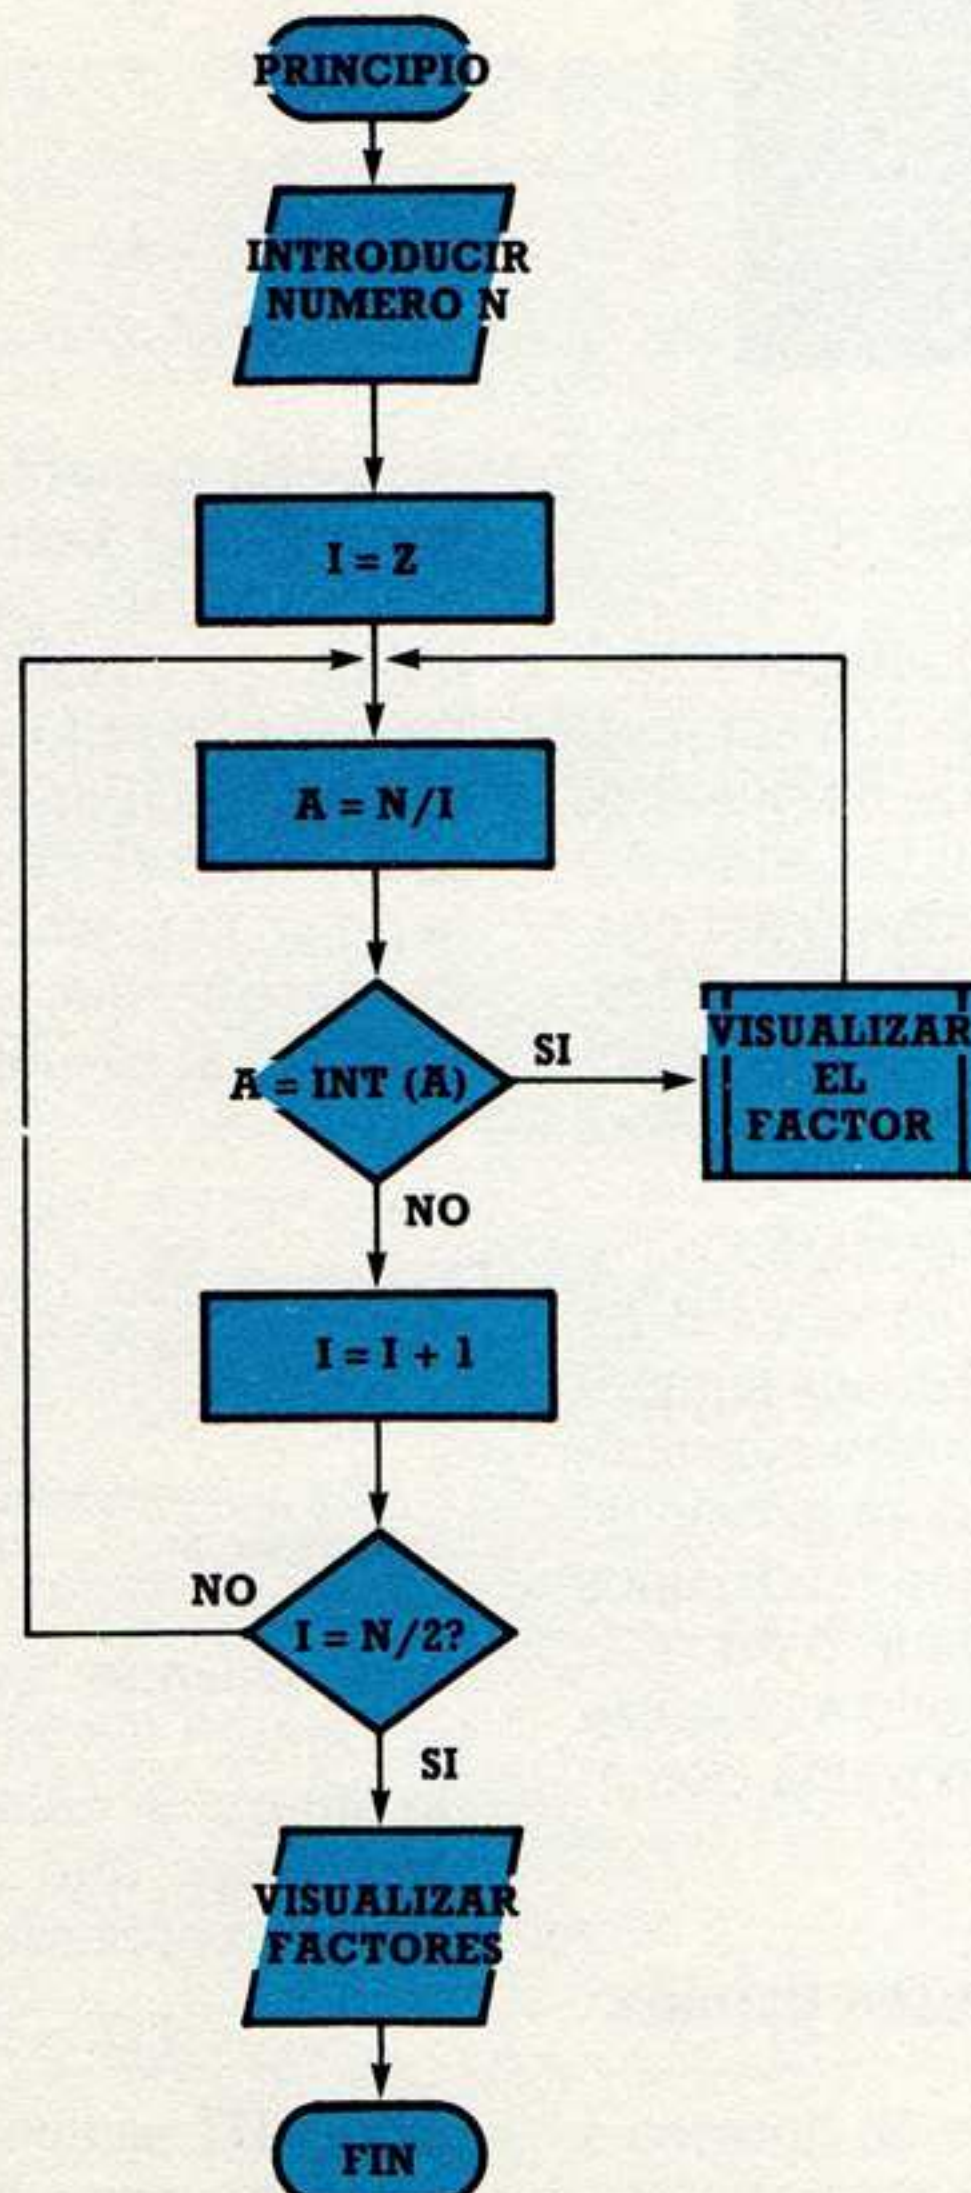 PRINCIPIO
INTRODUCIR
NUMERO N
I = Z
A = N/I
A = INT (A)
SI
VISUALIZAR
EL
FACTOR
NO
I = I + 1
NO
I = N/2?
SI
VISUALIZAR
FACTORES
FIN